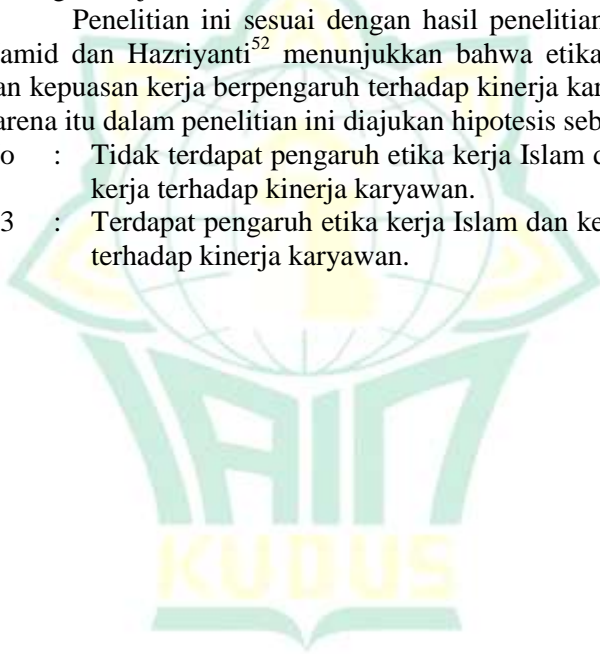 Penelitian ini sesuai dengan hasil penelitian
amid dan Hazriyanti52 menunjukkan bahwa etika
an kepuasan kerja berpengaruh terhadap kinerja kar
arena itu dalam penelitian ini diajukan hipotesis seb
o : Tidak terdapat pengaruh etika kerja Islam d
kerja terhadap kinerja karyawan.
3 : Terdapat pengaruh etika kerja Islam dan ke
terhadap kinerja karyawan.
IAIN
KUDUS